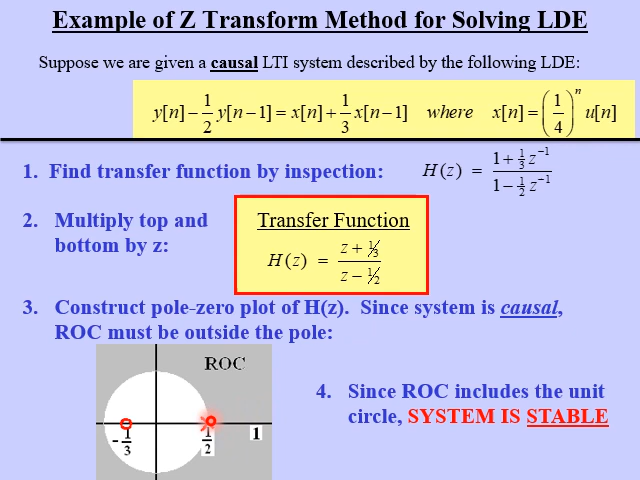 Example of Z Transform Method for Solving LDE
Suppose we are given a causal LTI system described by the following LDE:
y[n] − 1/2 y[n−1] = x[n] + 1/3 x[n−1] where x[n] = (1/4)^n u[n]
1. Find transfer function by inspection: H(z) = (1 + 1/3 z^−1) / (1 − 1/2 z^−1)
2. Multiply top and
bottom by z:
Transfer Function
H(z) = (z + 1/3) / (z − 1/2)
3. Construct pole-zero plot of H(z). Since system is causal,
ROC must be outside the pole:
ROC
-1/3 1/2 1
4. Since ROC includes the unit
circle, SYSTEM IS STABLE